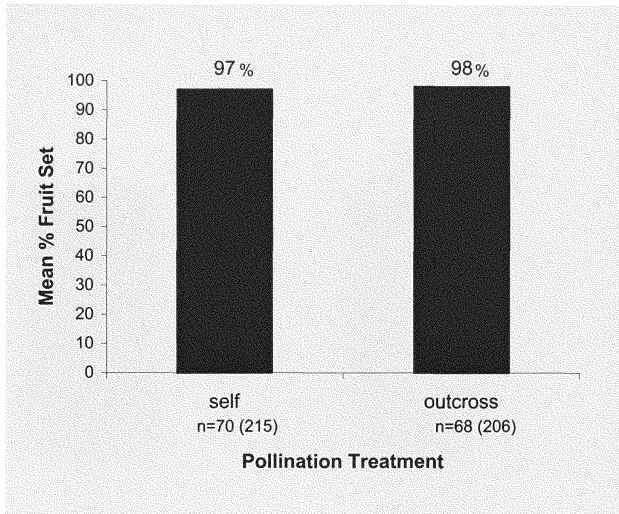 97 %
98 %
100
90
80
70
60
50
40
30
20
10
0
Mean % Fruit Set
self
outcross
n=70 (215)
n=68 (206)
Pollination Treatment